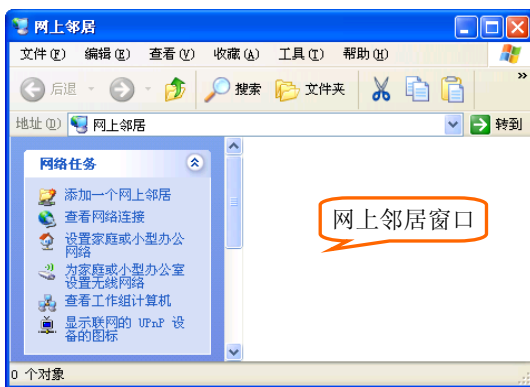 网上邻居
文件(F) 编辑(E) 查看(V) 收藏(A) 工具(T) 帮助(H)
后退 搜索 文件夹 »
地址(D) 网上邻居 转到
网络任务
添加一个网上邻居
查看网络连接
设置家庭或小型办公
网络
为家庭或小型办公室
设置无线网络
查看工作组计算机
显示联网的 UPnP 设
备的图标
网上邻居窗口
0 个对象